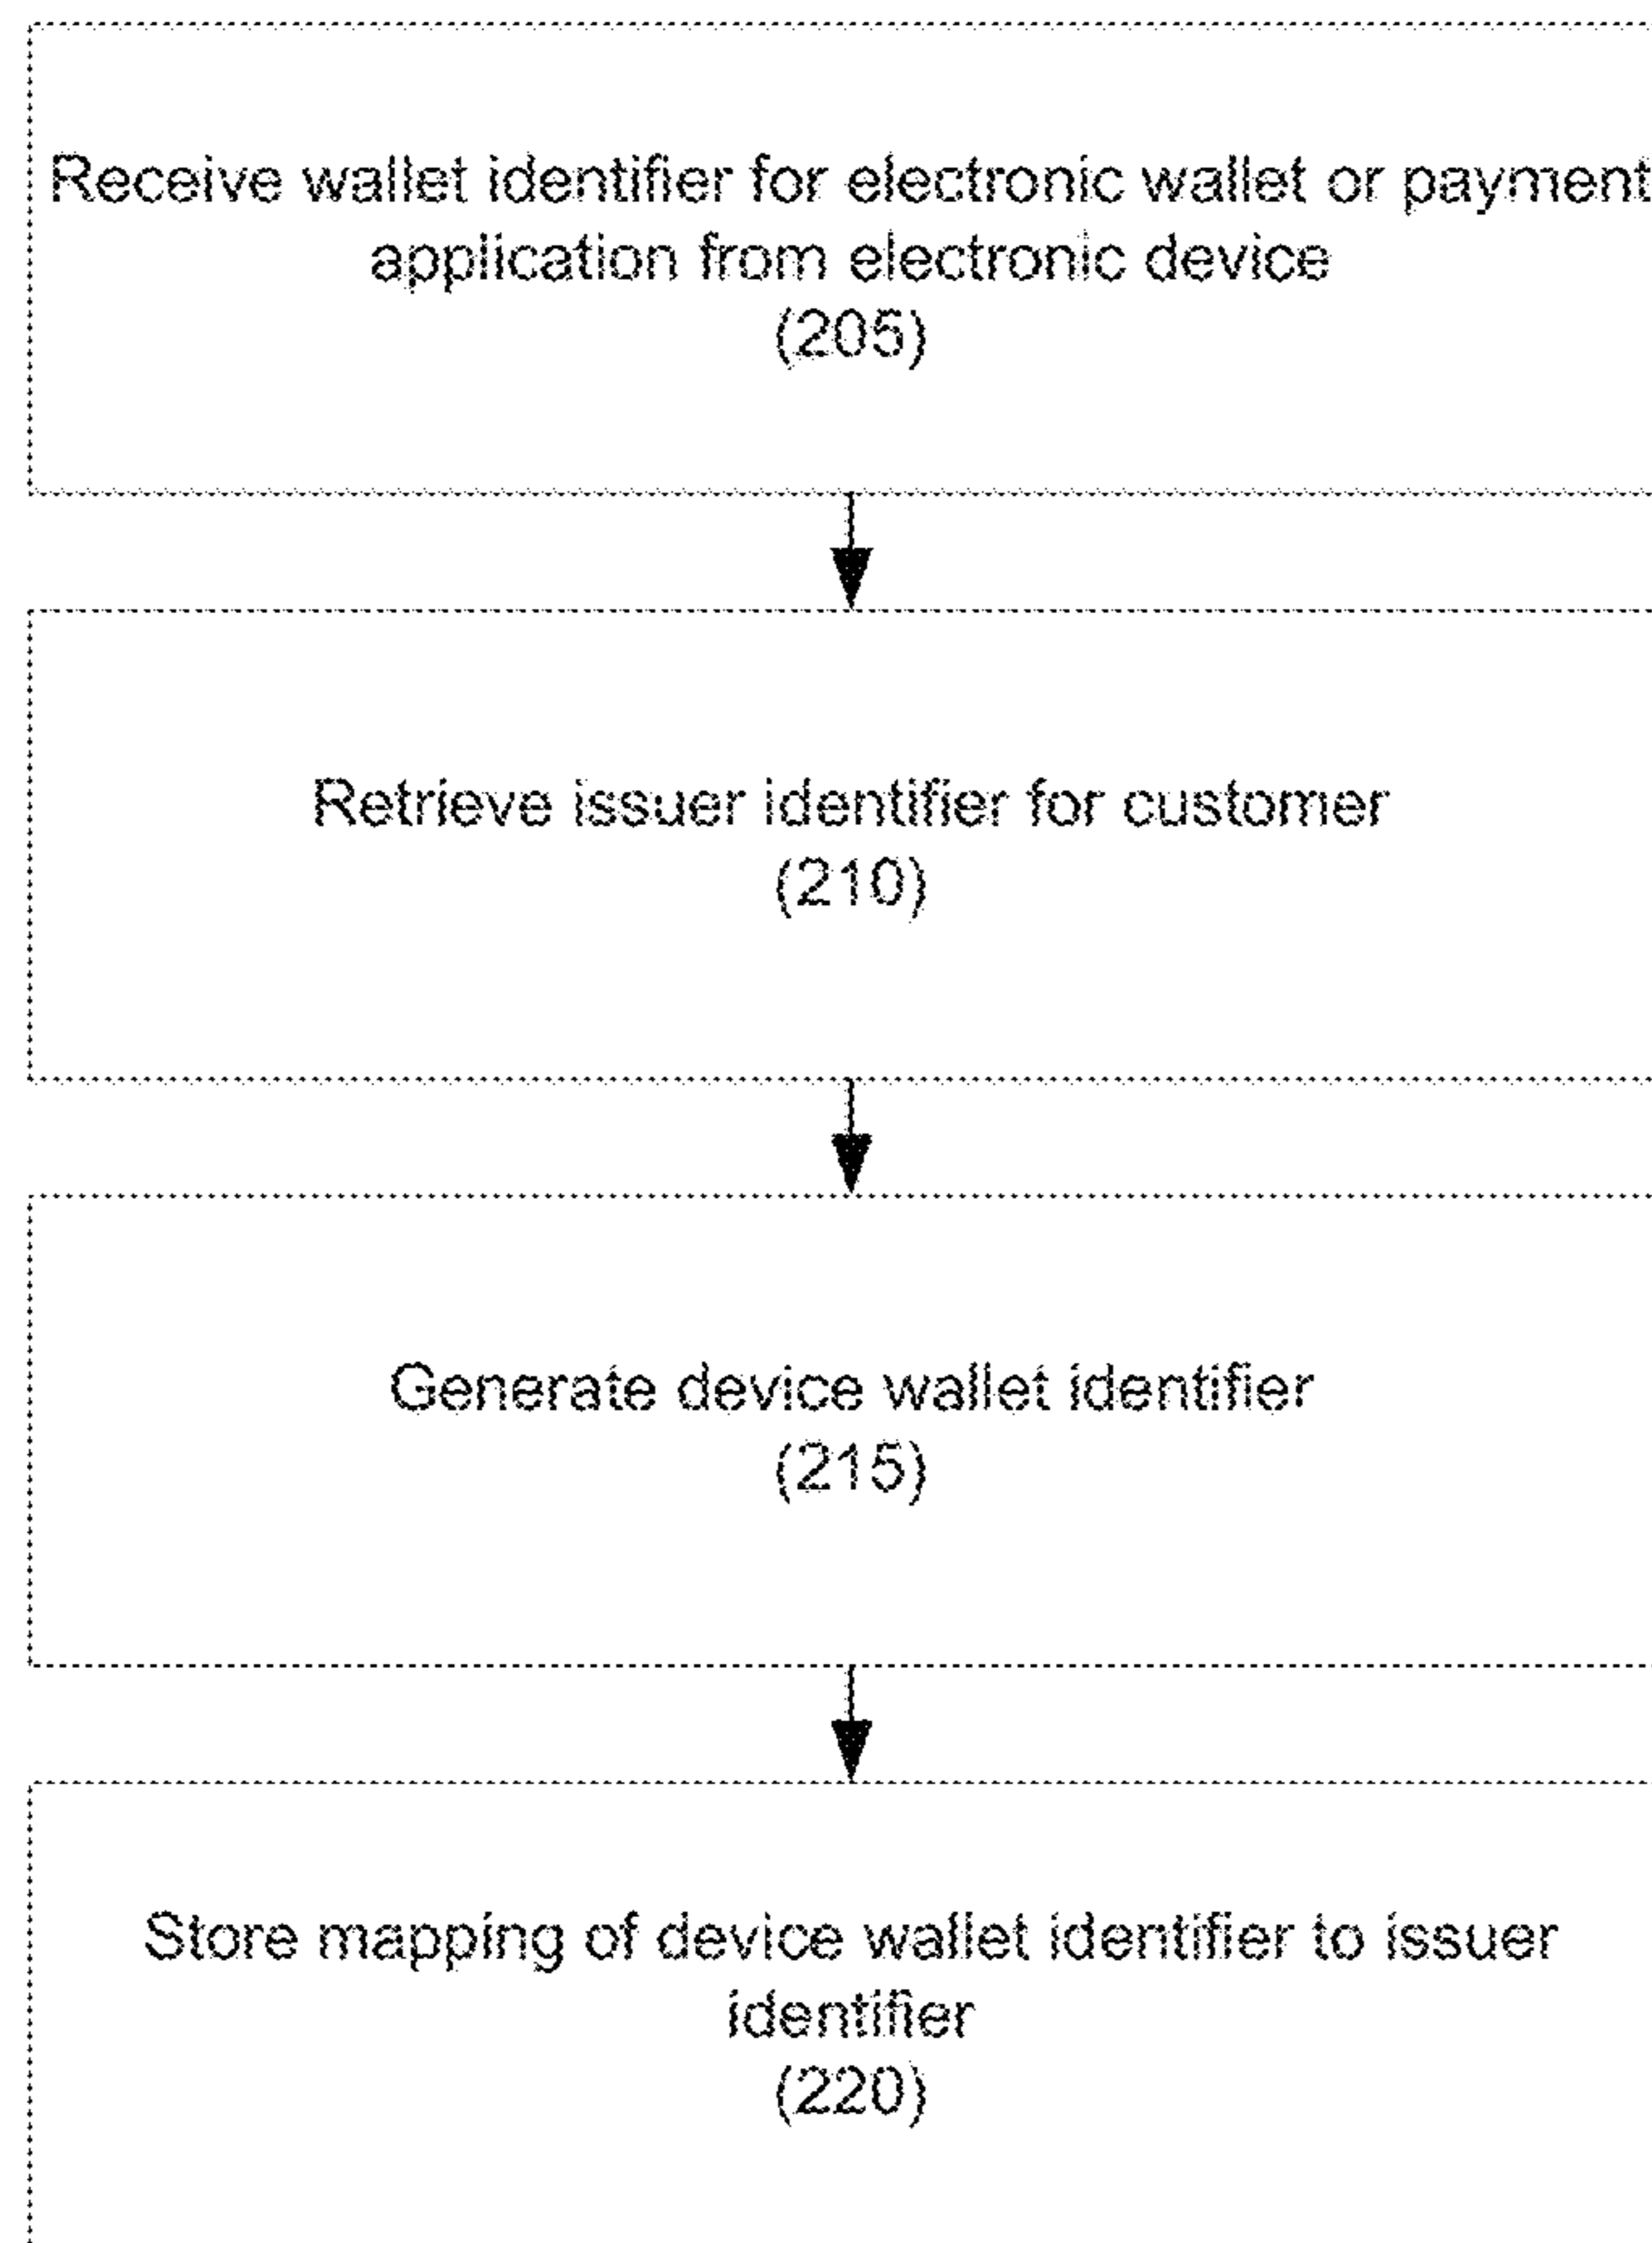 Receive wallet identifier for electronic wallet or payment
application from electronic device
(205)
Retrieve issuer identifier for customer
(210)
Generate device wallet identifier
(215)
Store mapping of device wallet identifier to issuer
identifier
(220)